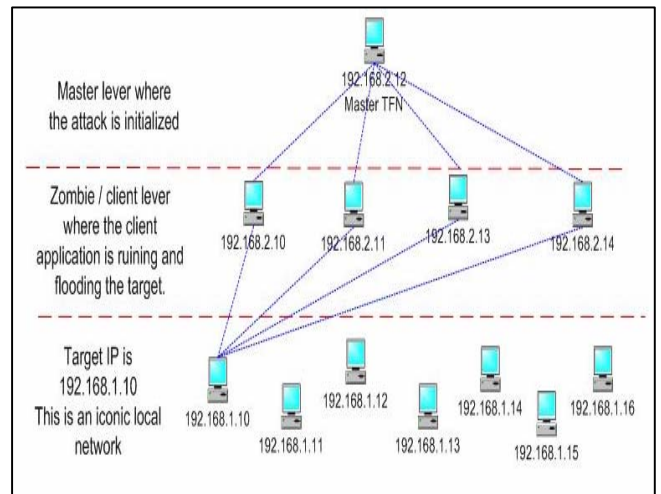 192.168.2.12
Master TFN
Master lever where
the attack is initialized
Zombie / client lever
where the client
application is ruining and
flooding the target.
192.168.2.10
192.168.2.11
192.168.2.13
192.168.2.14
Target IP is
192.168.1.10
This is an iconic local
network
192.168.1.10
192.168.1.11
192.168.1.12
192.168.1.13
192.168.1.14
192.168.1.15
192.168.1.16